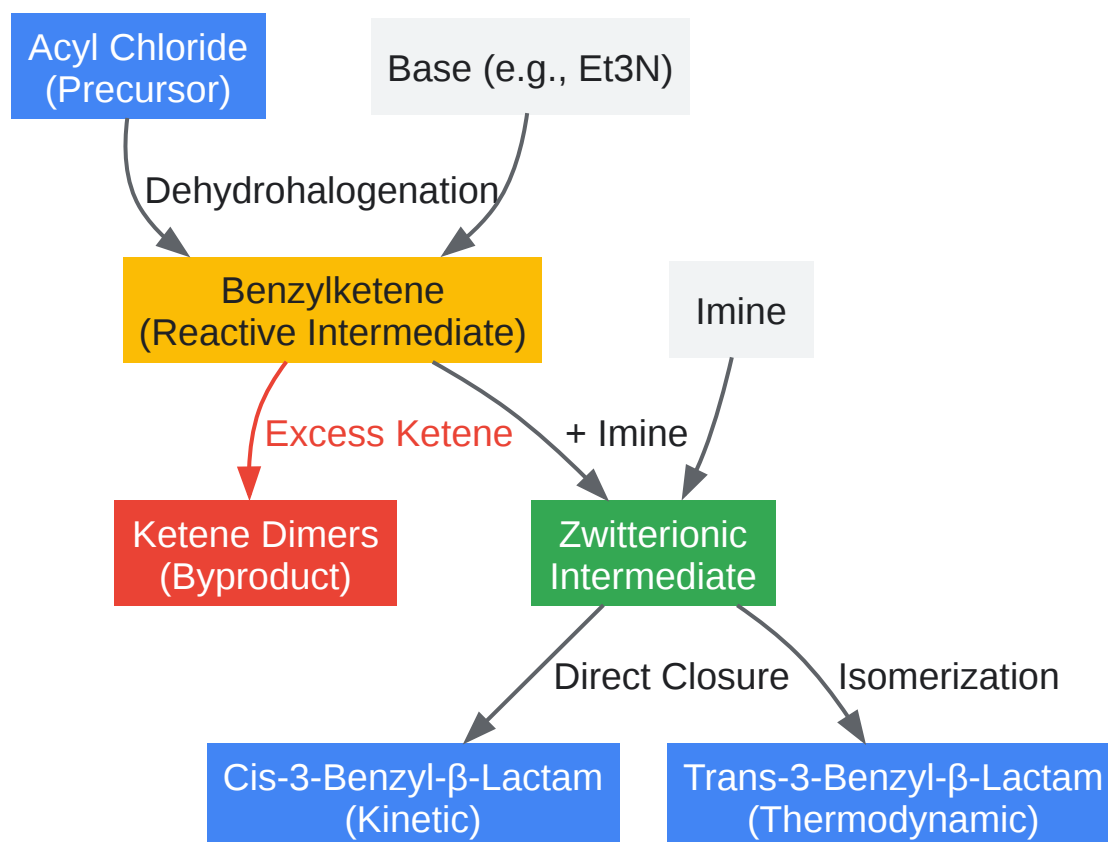 Acyl Chloride
(Precursor)
Base (e.g., Et3N)
Dehydrohalogenation
Benzylketene
(Reactive Intermediate)
Imine
Excess Ketene
+ Imine
Ketene Dimers
(Byproduct)
Zwitterionic
Intermediate
Direct Closure
Isomerization
Cis-3-Benzyl-β-Lactam
(Kinetic)
Trans-3-Benzyl-β-Lactam
(Thermodynamic)